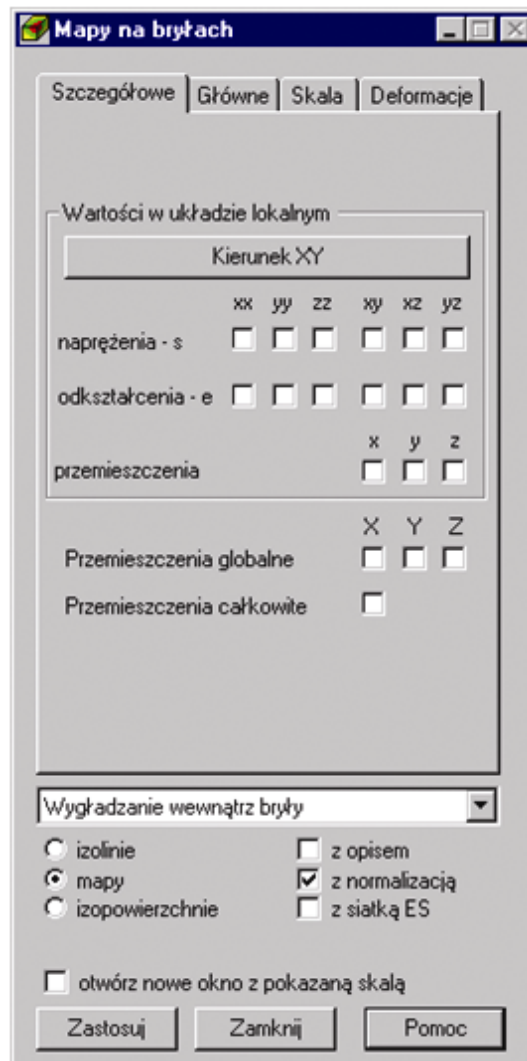 Mapy na bryłach
Szczegółowe Główne Skala Deformacje
Wartości w układzie lokalnym
Kierunek XY
xx yy zz xy xz yz
naprężenia - s
odkształcenia - e
x y z
przemieszczenia
X Y Z
Przemieszczenia globalne
Przemieszczenia całkowite
Wygładzanie wewnątrz bryły
izolinie z opisem
mapy z normalizacją
izopowierzchnie z siatką ES
otwórz nowe okno z pokazaną skalą
Zastosuj Zamknij Pomoc